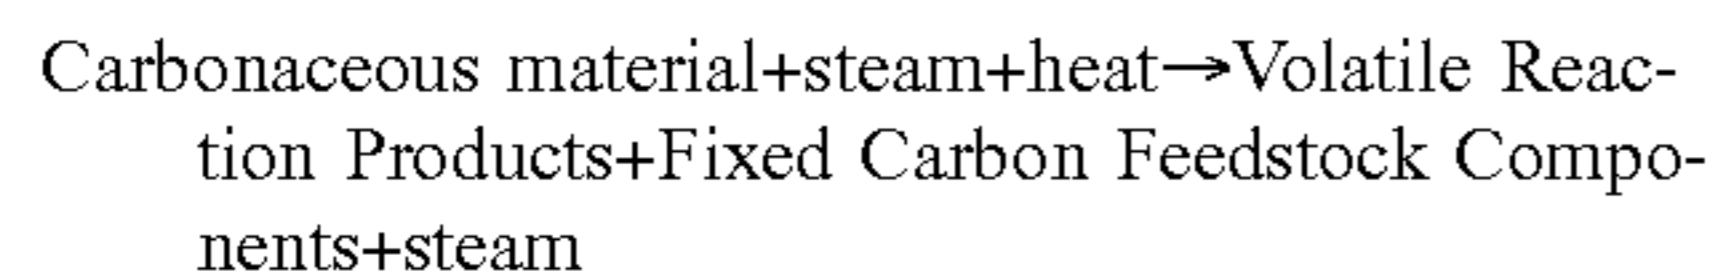 Carbonaceous material+steam+heat→Volatile Reac-
tion Products+Fixed Carbon Feedstock Compo-
nents+steam